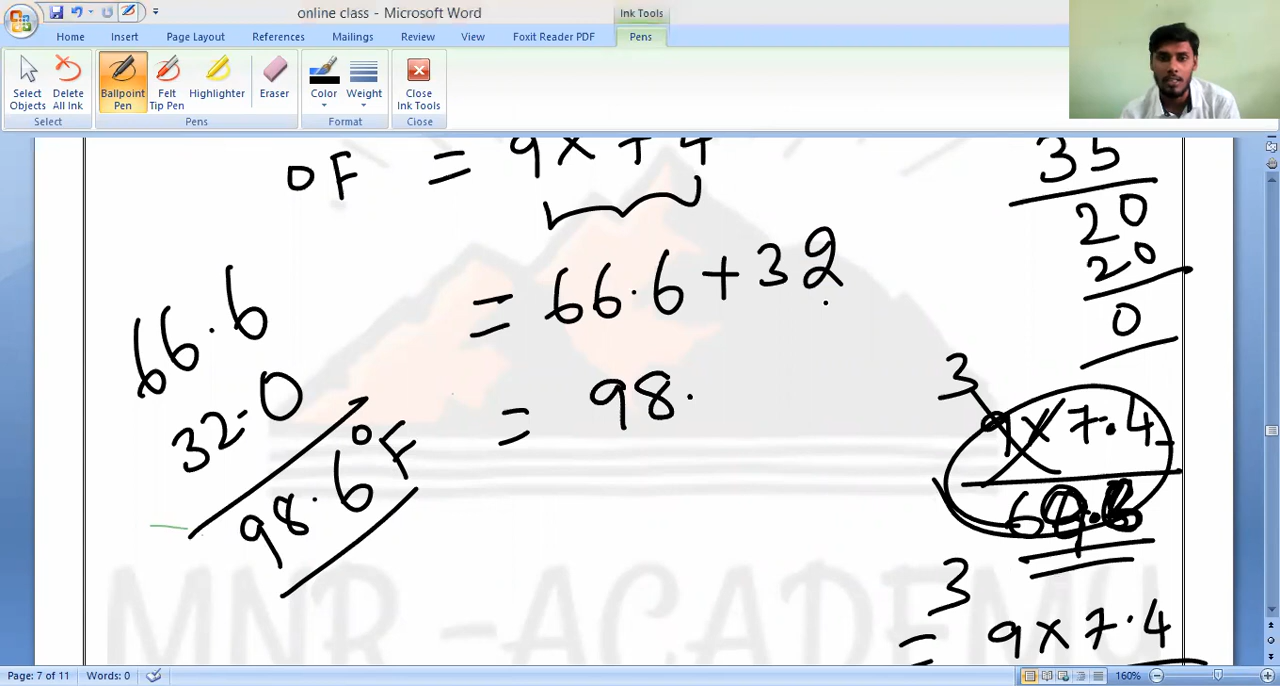 online class - Microsoft Word
Ink Tools
Home Insert Page Layout References Mailings Review View Foxit Reader PDF Pens
Select Objects
Delete All Ink
Ballpoint Pen
Felt Tip Pen
Highlighter
Eraser
Color
Weight
Close Ink Tools
Select Pens Format Close
°F = 9x + 4
= 66.6 + 32
= 98.
66.6
32.0
98.6°F
35
20
20
0
3
9 x 7.4
3
= 9 x 7.4
MNR -ACADEMY
Page: 7 of 11 Words: 0 160%